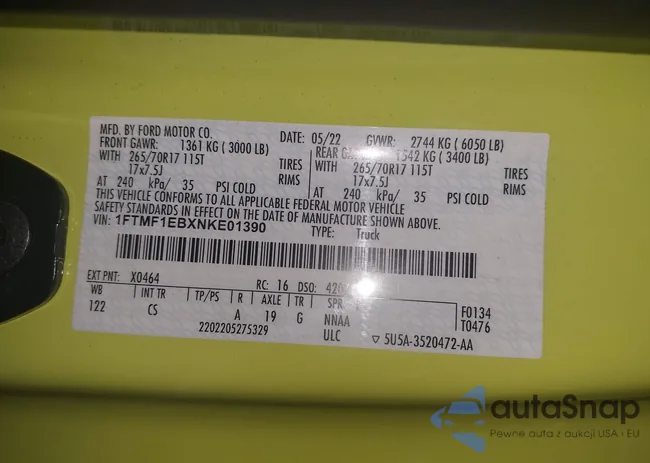 MFD. BY FORD MOTOR CO.
DATE: 05/22 GVWR: 2744 KG ( 6050 LB)
FRONT GAWR: 1361 KG ( 3000 LB)
REAR 1542 KG ( 3400 LB)
WITH 265/70R17 115T TIRES
WITH 265/70R17 115T TIRES
17x7.5J RIMS
17x7.5J RIMS
AT 240 kPa/ 35 PSI COLD
AT 240 kPa/ 35 PSI COLD
THIS VEHICLE CONFORMS TO ALL APPLICABLE FEDERAL MOTOR VEHICLE
SAFETY STANDARDS IN EFFECT ON THE DATE OF MANUFACTURE SHOWN ABOVE.
VIN: 1FTMF1EBXNKE01390 TYPE: Truck
EXT PNT: X0464 RC: 16 DSO:
WB INT TR TP/PS R AXLE TR SPR
122 CS A 19 G NNAA
F0134
T0476
2202205275329 ULC 5U5A-3520472-AA
autaSnap
Pewne auta z aukcji USA i EU